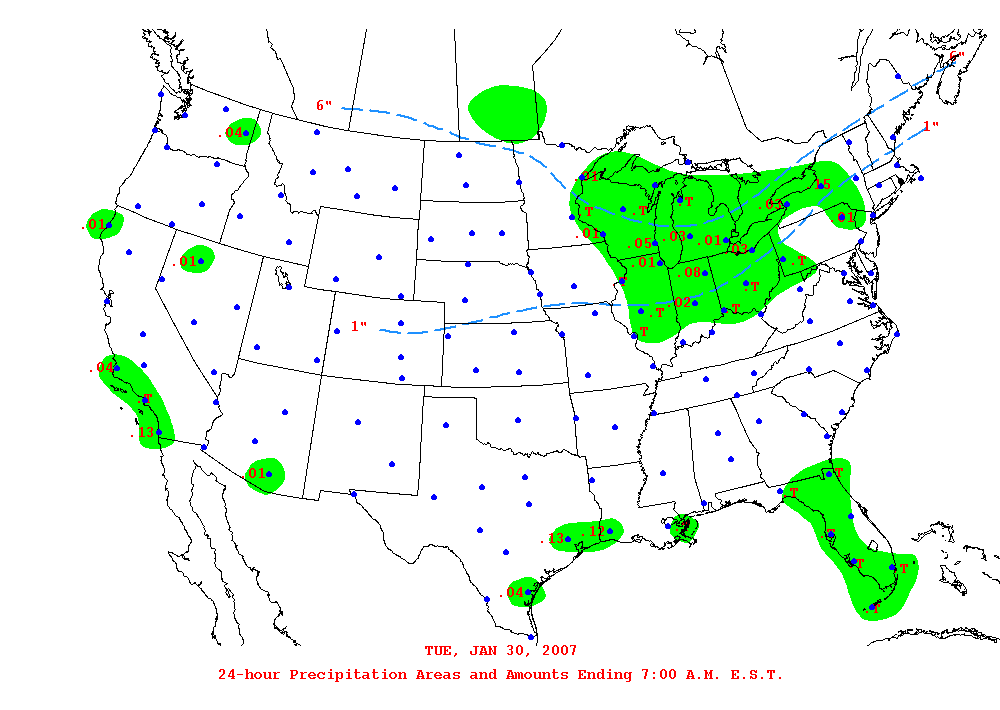 6"
1"
.04
6"
.01
.15
.T
.T
.02
.01
.01
.01
.05
.03
.01
.03
.01
.01
.08
.T
.T
.02
.T
.T
1"
T
.04
.T
.13
.01
T
.13
.12
.T
.T
T
.04
.T
TUE, JAN 30, 2007
24-hour Precipitation Areas and Amounts Ending 7:00 A.M. E.S.T.